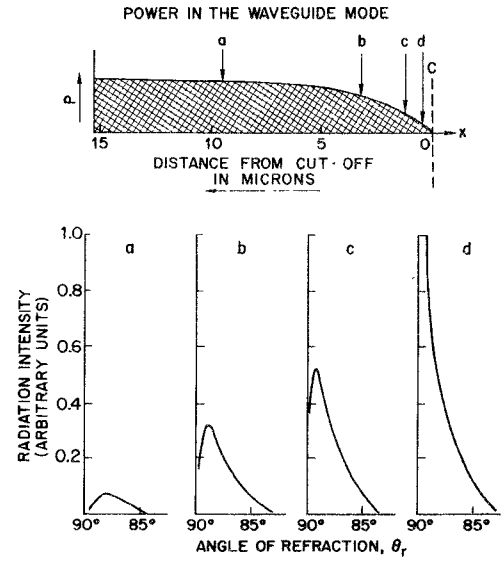 POWER IN THE WAVEGUIDE MODE
a b c d C
P
x
15 10 5 0
DISTANCE FROM CUT-OFF
IN MICRONS
RADIATION INTENSITY
(ARBITRARY UNITS)
1.0
0.8
0.6
0.4
0.2
a b c d
90° 85° 90° 85° 90° 85° 90° 85°
ANGLE OF REFRACTION, θr